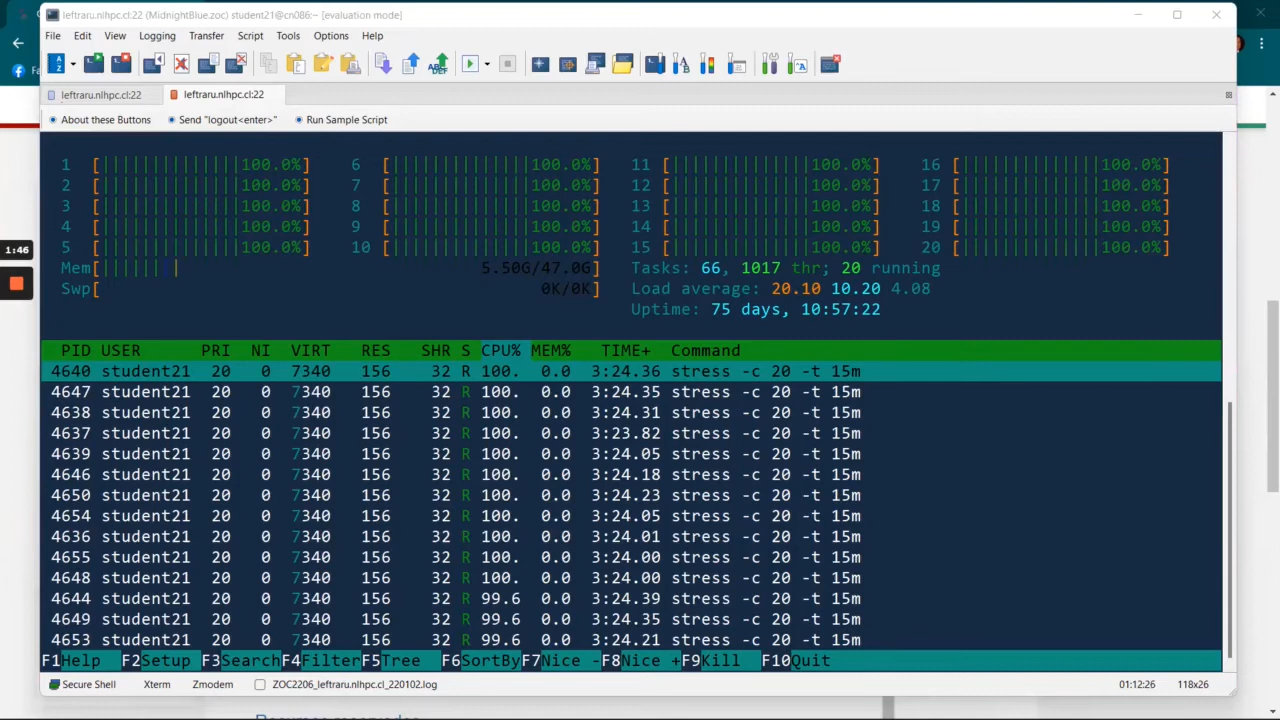 leftraru.nlhpc.cl:22 (MidnightBlue.zoc) student21@cn086:~ [evaluation mode]
File Edit View Logging Transfer Script Tools Options Help
leftraru.nlhpc.cl:22 leftraru.nlhpc.cl:22
About these Buttons Send "logout<enter>" Run Sample Script
1 [||||||||||||||100.0%] 6 [||||||||||||||100.0%] 11 [||||||||||||||100.0%] 16 [||||||||||||||100.0%]
2 [||||||||||||||100.0%] 7 [||||||||||||||100.0%] 12 [||||||||||||||100.0%] 17 [||||||||||||||100.0%]
3 [||||||||||||||100.0%] 8 [||||||||||||||100.0%] 13 [||||||||||||||100.0%] 18 [||||||||||||||100.0%]
4 [||||||||||||||100.0%] 9 [||||||||||||||100.0%] 14 [||||||||||||||100.0%] 19 [||||||||||||||100.0%]
5 [||||||||||||||100.0%] 10 [||||||||||||||100.0%] 15 [||||||||||||||100.0%] 20 [||||||||||||||100.0%]
1:46
Mem[|||||| | 5.50G/47.0G] Tasks: 66, 1017 thr; 20 running
Swp[ 0K/0K] Load average: 20.10 10.20 4.08
Uptime: 75 days, 10:57:22
PID USER PRI NI VIRT RES SHR S CPU% MEM% TIME+ Command
4640 student21 20 0 7340 156 32 R 100. 0.0 3:24.36 stress -c 20 -t 15m
4647 student21 20 0 7340 156 32 R 100. 0.0 3:24.35 stress -c 20 -t 15m
4638 student21 20 0 7340 156 32 R 100. 0.0 3:24.31 stress -c 20 -t 15m
4637 student21 20 0 7340 156 32 R 100. 0.0 3:23.82 stress -c 20 -t 15m
4639 student21 20 0 7340 156 32 R 100. 0.0 3:24.05 stress -c 20 -t 15m
4646 student21 20 0 7340 156 32 R 100. 0.0 3:24.18 stress -c 20 -t 15m
4650 student21 20 0 7340 156 32 R 100. 0.0 3:24.23 stress -c 20 -t 15m
4654 student21 20 0 7340 156 32 R 100. 0.0 3:24.05 stress -c 20 -t 15m
4636 student21 20 0 7340 156 32 R 100. 0.0 3:24.01 stress -c 20 -t 15m
4655 student21 20 0 7340 156 32 R 100. 0.0 3:24.00 stress -c 20 -t 15m
4648 student21 20 0 7340 156 32 R 100. 0.0 3:24.00 stress -c 20 -t 15m
4644 student21 20 0 7340 156 32 R 99.6 0.0 3:24.39 stress -c 20 -t 15m
4649 student21 20 0 7340 156 32 R 99.6 0.0 3:24.35 stress -c 20 -t 15m
4653 student21 20 0 7340 156 32 R 99.6 0.0 3:24.21 stress -c 20 -t 15m
F1Help F2Setup F3SearchF4FilterF5Tree F6SortByF7Nice -F8Nice +F9Kill F10Quit
Secure Shell Xterm Zmodem ZOC2206_leftraru.nlhpc.cl_220102.log 01:12:26 118x26